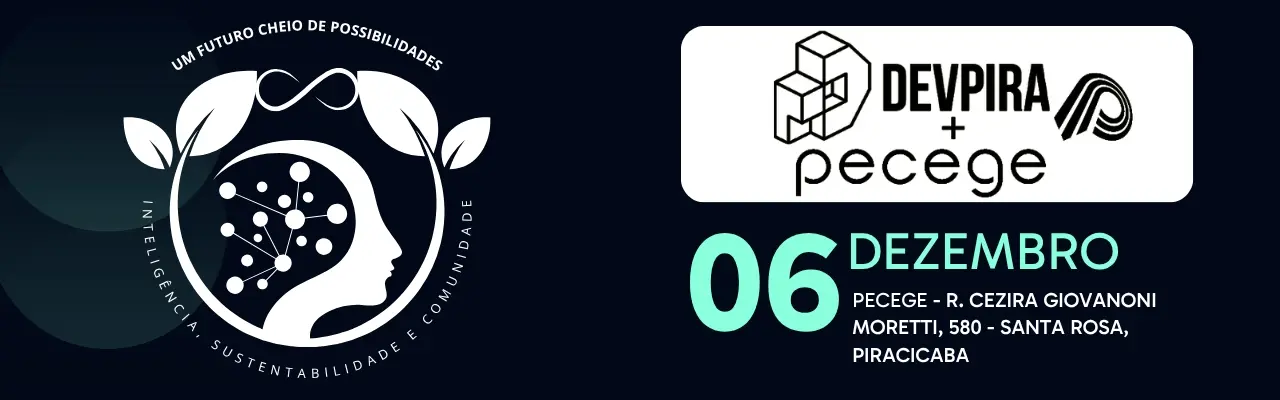 UM FUTURO CHEIO DE POSSIBILIDADES
INTELIGÊNCIA, SUSTENTABILIDADE E COMUNIDADE
DEVPIRA
+
pecege
06 DEZEMBRO
PECEGE - R. CEZIRA GIOVANONI
MORETTI, 580 - SANTA ROSA,
PIRACICABA